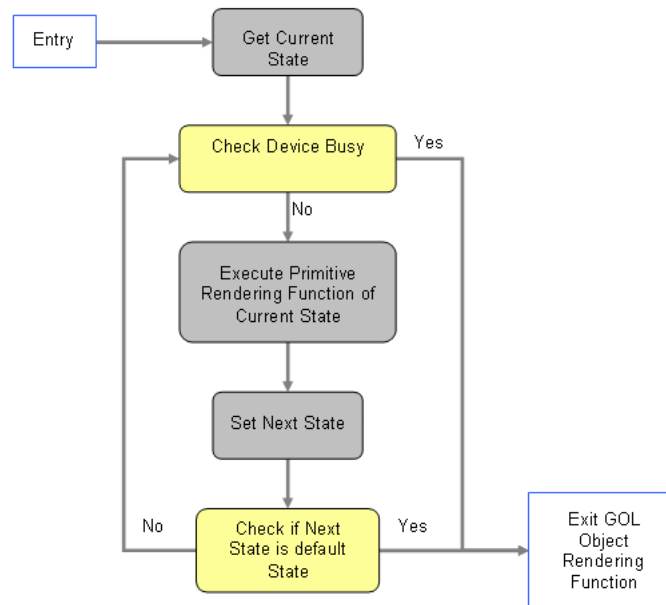 Entry
Get Current
State
Check Device Busy
Yes
No
Execute Primitive
Rendering Function of
Current State
Set Next State
No
Check if Next
State is default
State
Yes
Exit GOL
Object
Rendering
Function